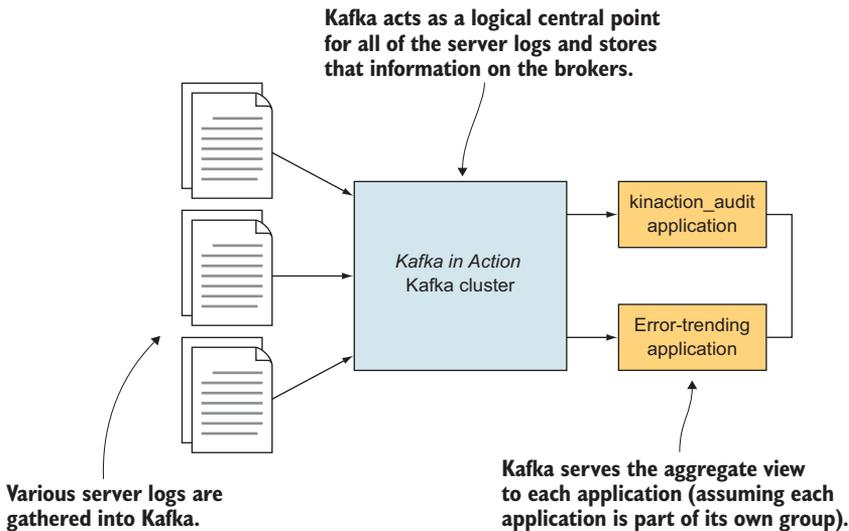 Kafka acts as a logical central point
for all of the server logs and stores
that information on the brokers.
kinaction_audit
application
Kafka in Action
Kafka cluster
Error-trending
application
Various server logs are
gathered into Kafka.
Kafka serves the aggregate view
to each application (assuming each
application is part of its own group).